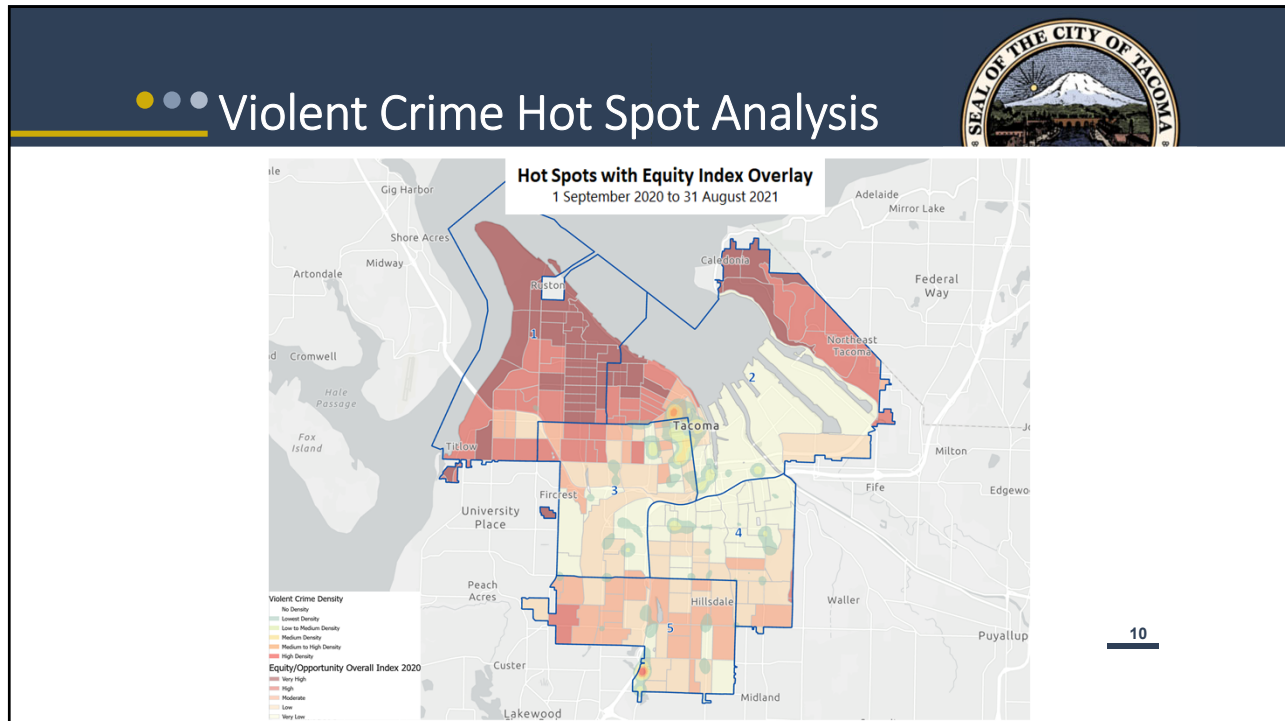 Violent Crime Hot Spot Analysis
SEAL OF THE CITY OF TACOMA
Hot Spots with Equity Index Overlay
1 September 2020 to 31 August 2021
ale
Gig Harbor
Adelaide
Mirror Lake
Shore Acres
Midway
Caledonia
Artondale
Federal
Way
Ruston
1
Northeast
Tacoma
Cromwell
2
Hale
Passage
Tacoma
Fox
Island
Titlow
Milton
3
Fife
Edgewo
Fircrest
University
Place
4
Peach
Acres
Hillsdale
Waller
5
Puyallup
10
Custer
Midland
Lakewood
Violent Crime Density
No Density
Lowest Density
Low to Medium Density
Medium Density
Medium to High Density
High Density
Equity/Opportunity Overall Index 2020
Very High
High
Moderate
Low
Very Low